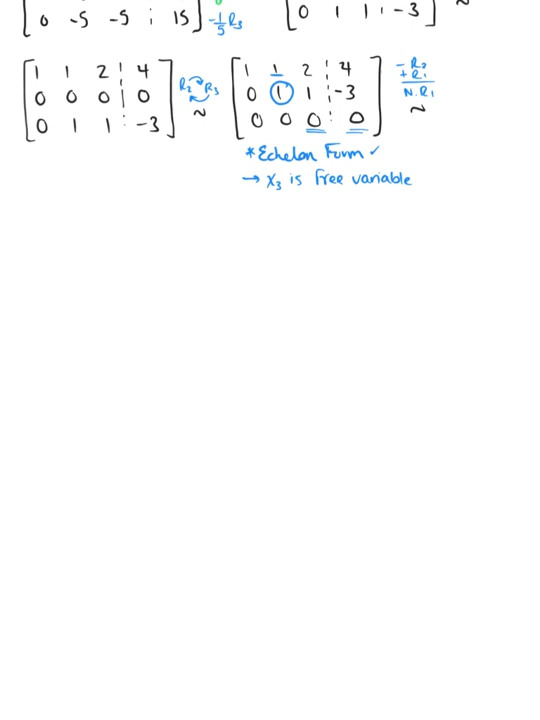 [ 0 -5 -5 ⋮ 15 ] -1/5 R3
[ 0 1 1 ⋮ -3 ] ~
[ 1 1 2 ⋮ 4
0 0 0 ⋮ 0
0 1 1 ⋮ -3 ] R2 R3 ~
[ 1 1 2 ⋮ 4
0 1 1 ⋮ -3
0 0 0 ⋮ 0 ]
-R2
+R1
N.R1
~
*Echelon Form ✓
→ x3 is free variable